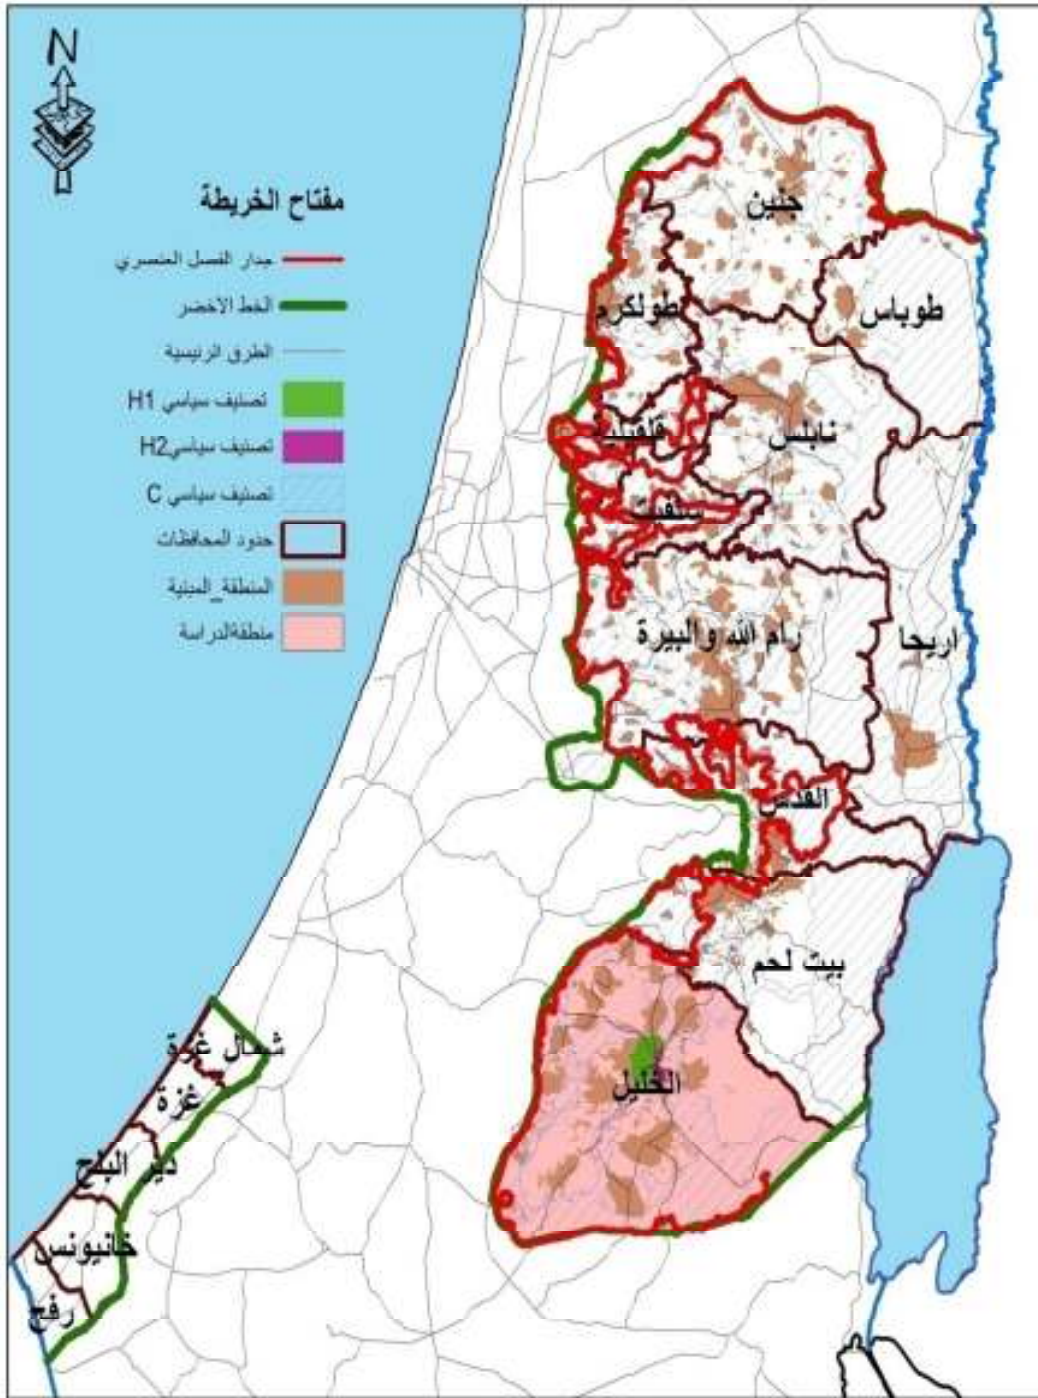 N
مفتاح الخريطة
جدار الفصل العنصري
الخط الاخضر
الطرق الرئيسية
تصنيف سياسي H1
تصنيف سياسي H2
تصنيف سياسي C
حدود المحافظات
المنطقة_المبنية
منطقةالدراسة
جنين
طوباس
طولكرم
نابلس
قلقيلية
سلفيت
رام الله والبيرة
اريحا
القدس
بيت لحم
الخليل
شمال غزة
غزة
دير البلح
خانيونس
رفح